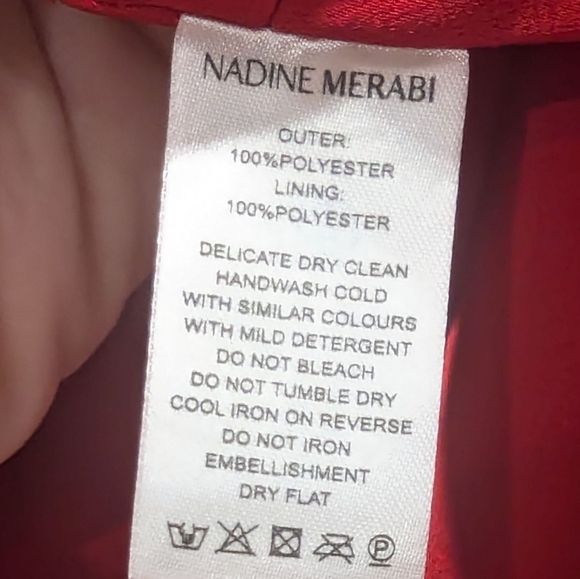 NADINE MERABI
OUTER:
100%POLYESTER
LINING:
100%POLYESTER
DELICATE DRY CLEAN
HANDWASH COLD
WITH SIMILAR COLOURS
WITH MILD DETERGENT
DO NOT BLEACH
DO NOT TUMBLE DRY
COOL IRON ON REVERSE
DO NOT IRON
EMBELLISHMENT
DRY FLAT
P